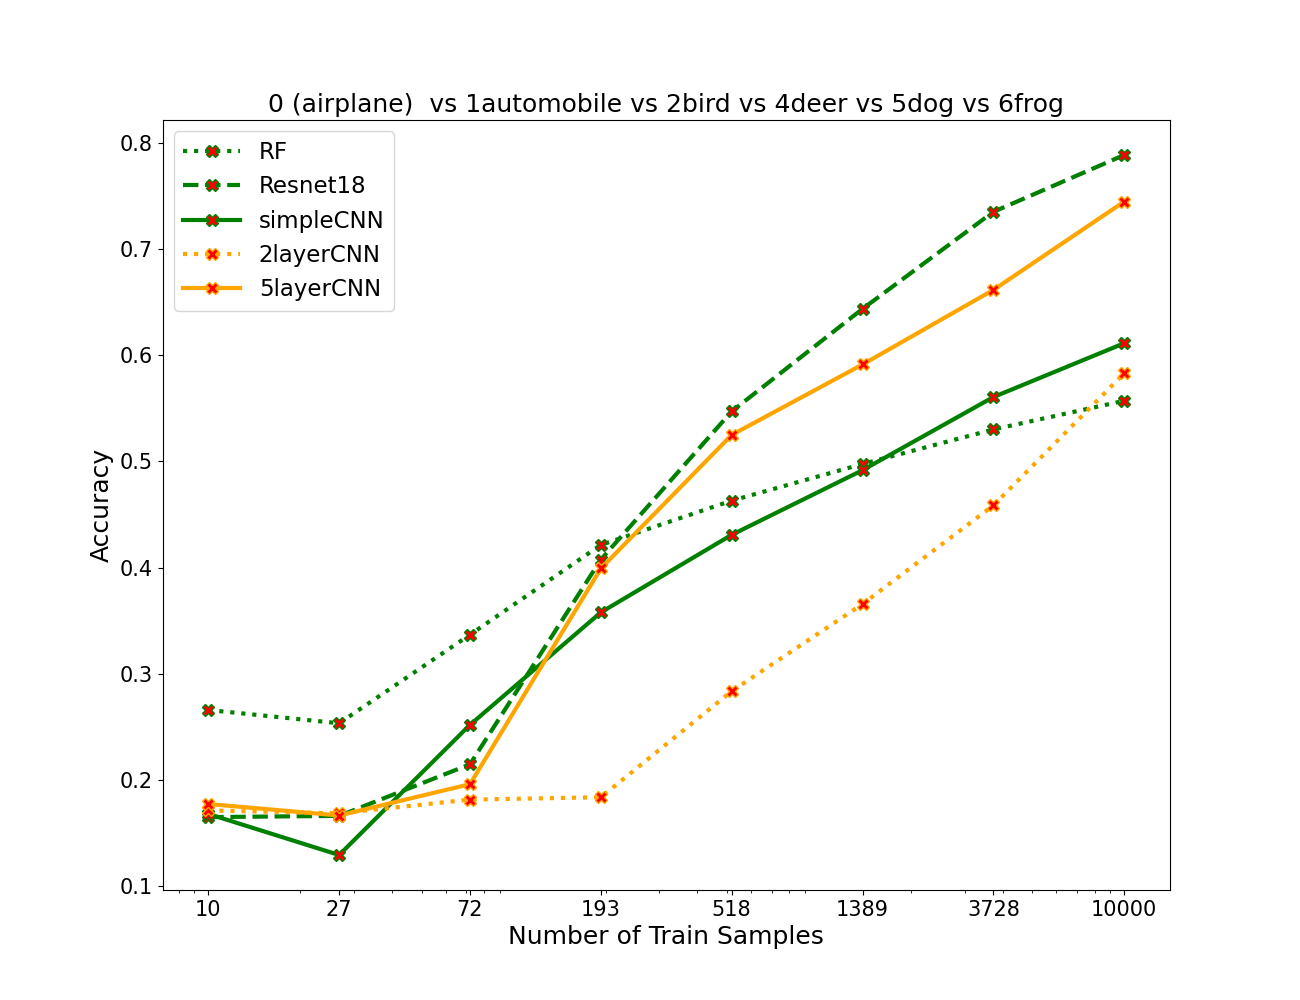 0 (airplane)  vs 1automobile vs 2bird vs 4deer vs 5dog vs 6frog
RF
Resnet18
simpleCNN
2layerCNN
5layerCNN
Accuracy
0.8
0.7
0.6
0.5
0.4
0.3
0.2
0.1
10 27 72 193 518 1389 3728 10000
Number of Train Samples